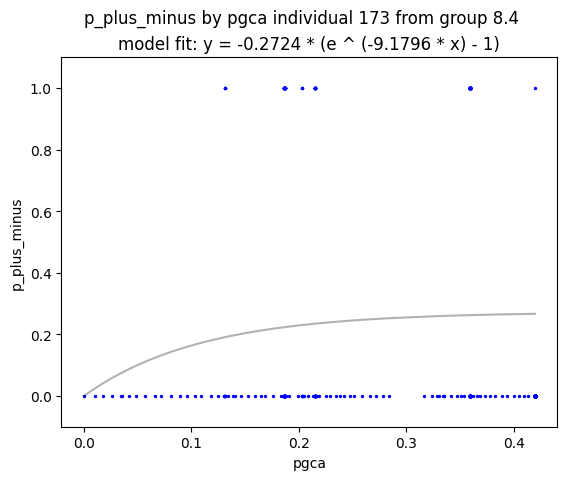 p_plus_minus by pgca individual 173 from group 8.4
model fit: y = -0.2724 * (e ^ (-9.1796 * x) - 1)
1.0
0.8
0.6
0.4
0.2
0.0
p_plus_minus
0.0 0.1 0.2 0.3 0.4
pgca